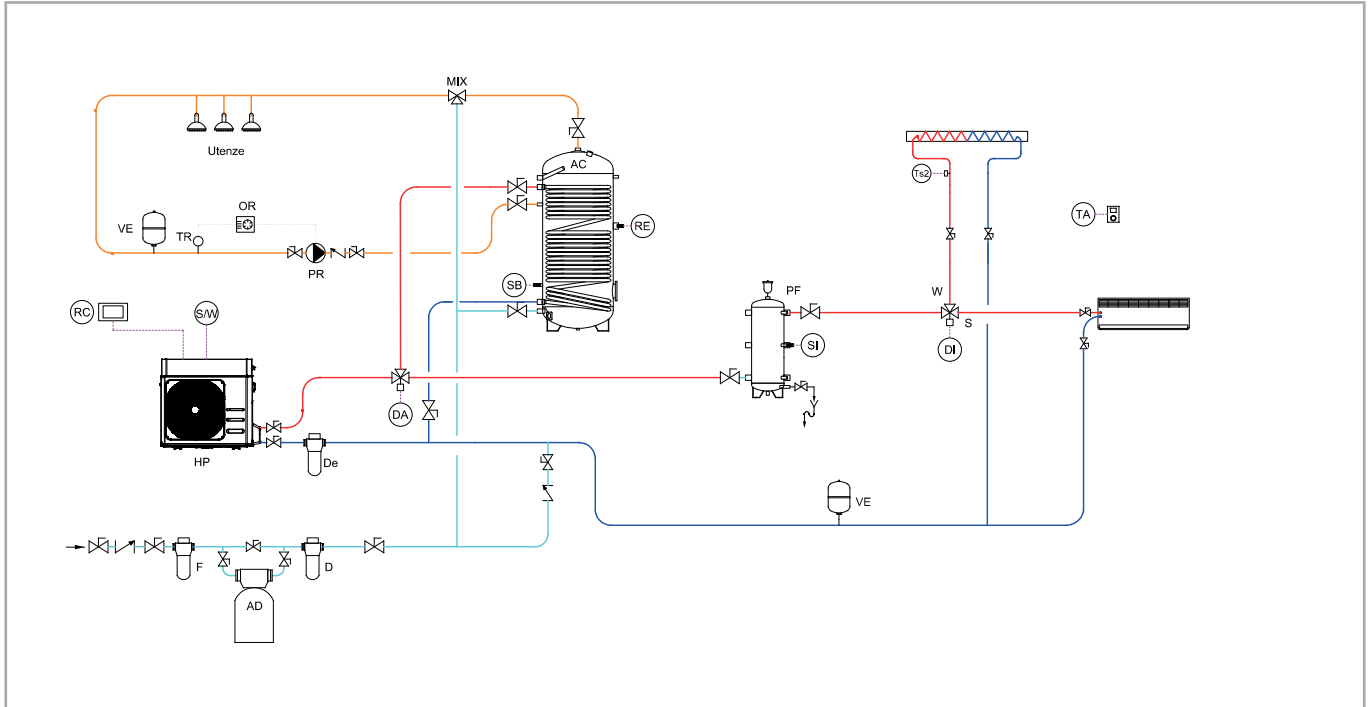 MIX
Utenze
AC
Ts2
OR
TA
VE
TR
RE
PR
SB
PF
W
RC
S/W
S
SI
DI
DA
HP
De
VE
F
D
AD